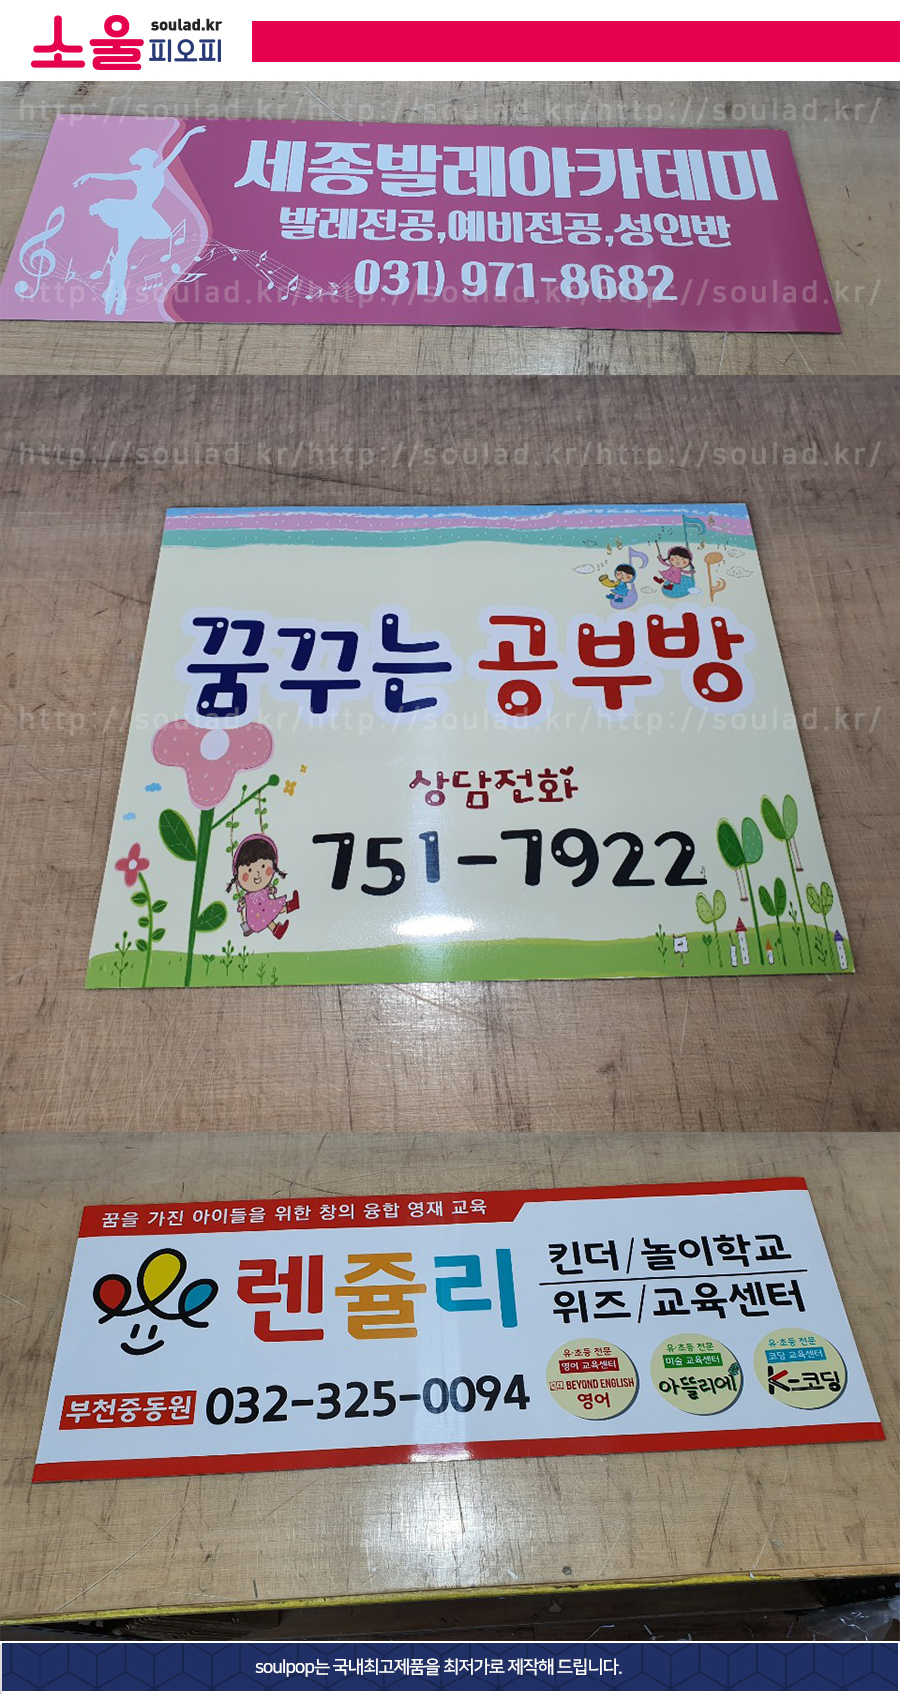 소울 피오피
soulad.kr
http://soulad.kr/http://soulad.kr/http://soulad.kr/
세종발레아카데미
발레전공,예비전공,성인반
031) 971-8682
http://soulad.kr/http://soulad.kr/http://soulad.kr/
http://soulad.kr/http://soulad.kr/http://soulad.kr/
꿈꾸는 공부방
http://soulad.kr/http://soulad.kr/http://soulad.kr/
상담전화
751-7922
꿈을 가진 아이들을 위한 창의 융합 영재 교육
렌쥴리
킨더/놀이학교
위즈/교육센터
부천중동원 032-325-0094
유·초등 전문
영어 교육센터
BEYOND ENGLISH
영어
유·초등 전문
미술 교육센터
아뜰리에
유·초등 전문
코딩 교육센터
K-코딩
soulpop는 국내최고제품을 최저가로 제작해 드립니다.